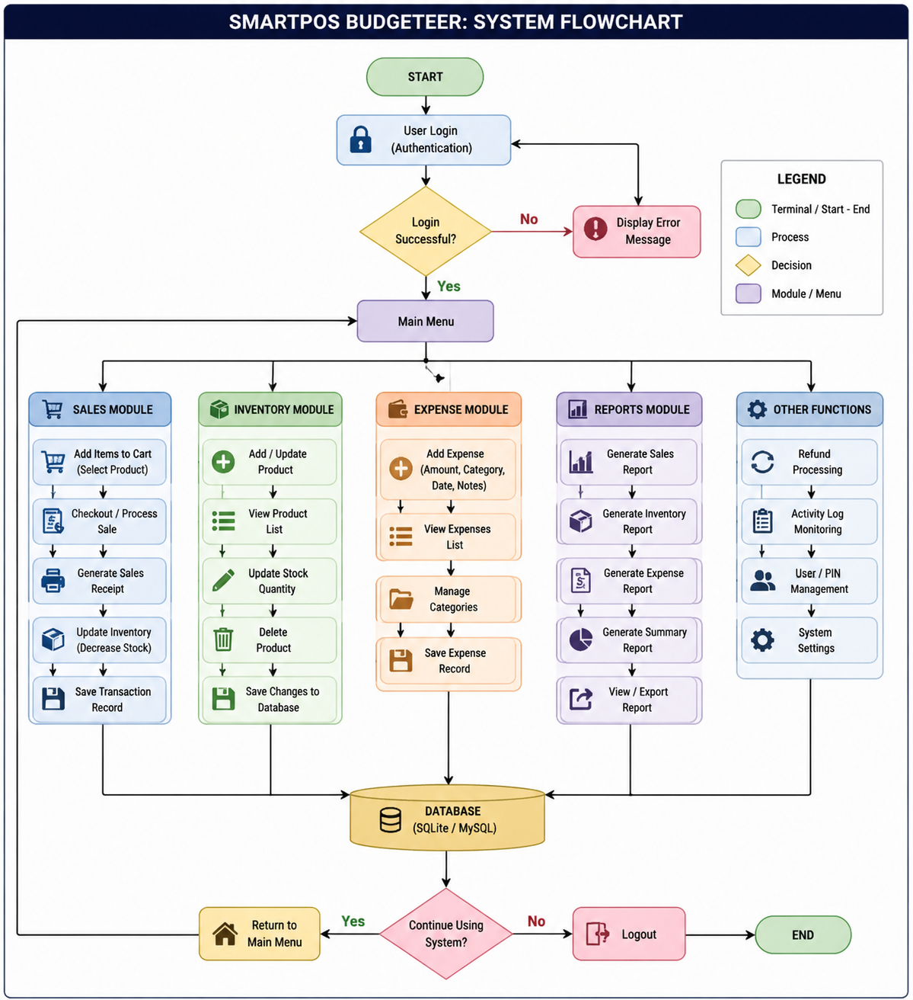 SMARTPOS BUDGETEER: SYSTEM FLOWCHART
START
User Login
(Authentication)
Login
Successful?
No
Display Error
Message
Yes
LEGEND
Terminal / Start - End
Process
Decision
Module / Menu
Main Menu
SALES MODULE
Add Items to Cart
(Select Product)
Checkout / Process
Sale
Generate Sales
Receipt
Update Inventory
(Decrease Stock)
Save Transaction
Record
INVENTORY MODULE
Add / Update
Product
View Product
List
Update Stock
Quantity
Delete
Product
Save Changes to
Database
EXPENSE MODULE
Add Expense
(Amount, Category,
Date, Notes)
View Expenses
List
Manage
Categories
Save Expense
Record
REPORTS MODULE
Generate Sales
Report
Generate Inventory
Report
Generate Expense
Report
Generate Summary
Report
View / Export
Report
OTHER FUNCTIONS
Refund
Processing
Activity Log
Monitoring
User / PIN
Management
System
Settings
DATABASE
(SQLite / MySQL)
Continue Using
System?
Yes
Return to
Main Menu
No
Logout
END